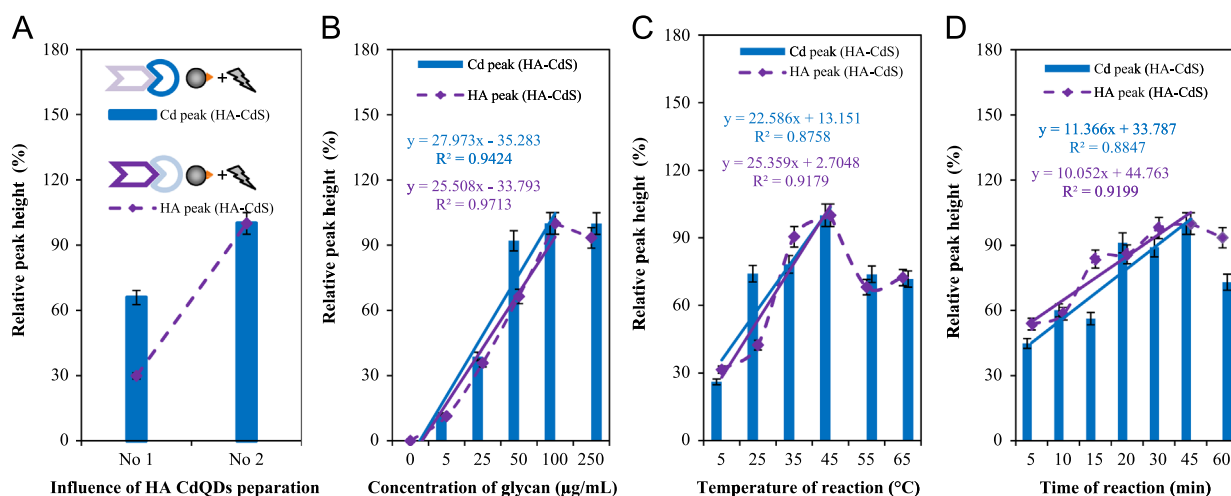 A
180
150
120
90
60
30
0
Relative peak height (%)
+
Cd peak (HA-CdS)
+
HA peak (HA-CdS)
No 1
No 2
Influence of HA CdQDs peparation
B
180
150
120
90
60
30
0
Relative peak height (%)
Cd peak (HA-CdS)
HA peak (HA-CdS)
y = 27.973x - 35.283
R² = 0.9424
y = 25.508x - 33.793
R² = 0.9713
0 5 25 50 100 250
Concentration of glycan (µg/mL)
C
180
150
120
90
60
30
0
Relative peak height (%)
Cd peak (HA-CdS)
HA peak (HA-CdS)
y = 22.586x + 13.151
R² = 0.8758
y = 25.359x + 2.7048
R² = 0.9179
5 25 35 45 55 65
Temperature of reaction (°C)
D
180
150
120
90
60
30
0
Relative peak height (%)
Cd peak (HA-CdS)
HA peak (HA-CdS)
y = 11.366x + 33.787
R² = 0.8847
y = 10.052x + 44.763
R² = 0.9199
5 10 15 20 30 45 60
Time of reaction (min)